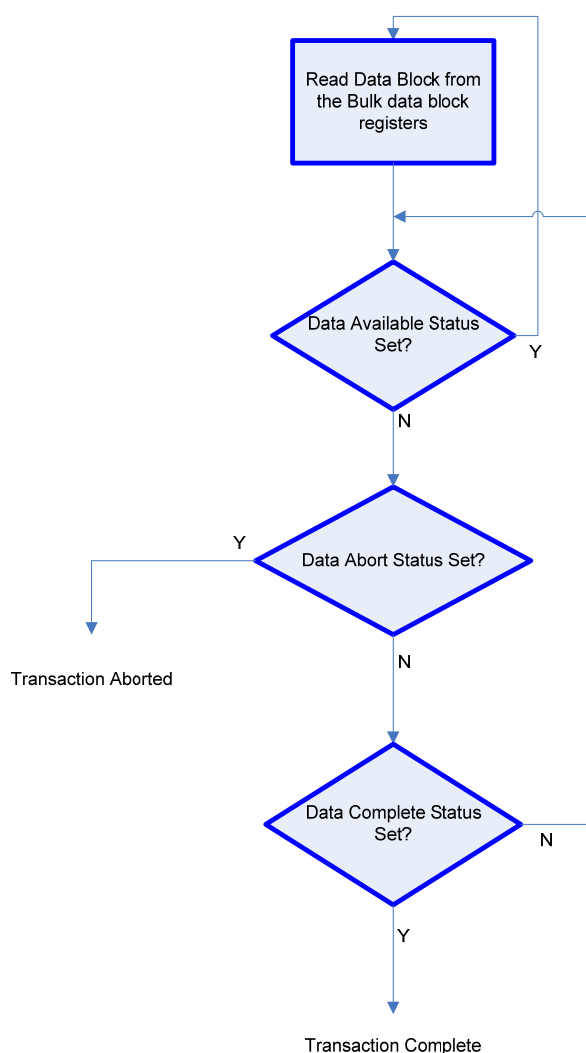 Read Data Block from
the Bulk data block
registers
Data Available Status
Set?
Y
N
Y
Data Abort Status Set?
N
Transaction Aborted
Data Complete Status
Set?
N
Y
Transaction Complete